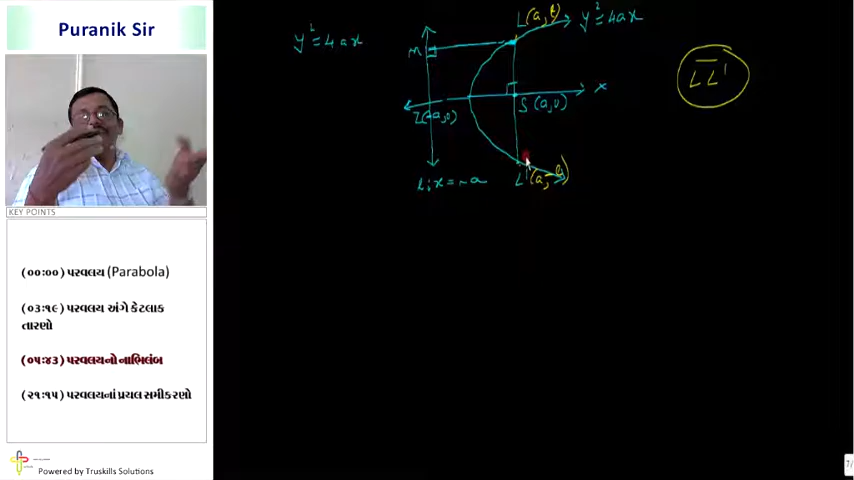 Puranik Sir
KEY POINTS
(૦૦:૦૦) પરવલય (Parabola)
(૦૩:૧૯) પરવલય અંગે કેટલાક
તારણો
(૦૫:૪૩) પરવલયનો નાભિલંબ
(૨૧:૧૫) પરવલયનાં પ્રચલ સમીકરણો
Powered by Truskills Solutions
y² = 4ax
M
L(a, t)
y² = 4ax
Z(-a,0)
S(a,0)
x
L: x = -a
L'(a, -t)
LL'